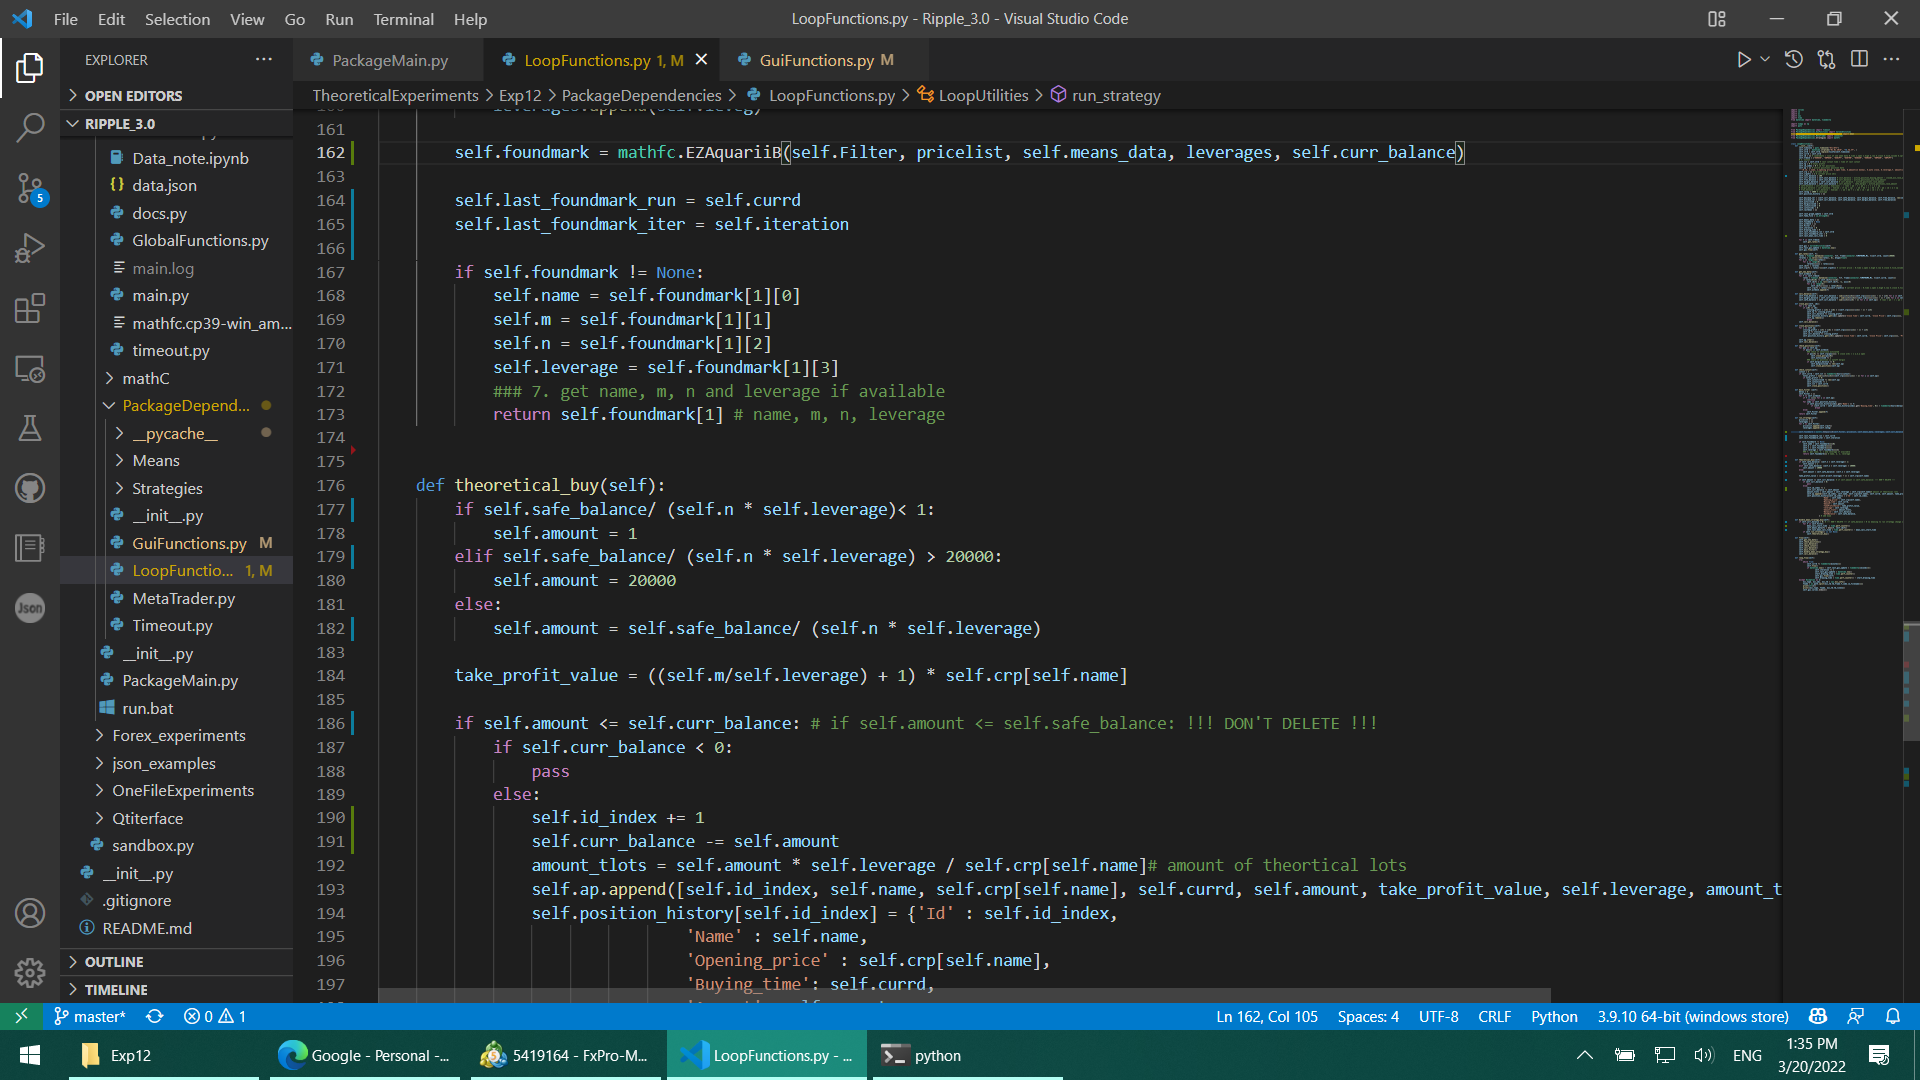 File Edit Selection View Go Run Terminal Help
LoopFunctions.py - Ripple_3.0 - Visual Studio Code
EXPLORER
PackageMain.py
LoopFunctions.py 1, M
GuiFunctions.py M
OPEN EDITORS
TheoreticalExperiments > Exp12 > PackageDependencies > LoopFunctions.py > LoopUtilities > run_strategy
RIPPLE_3.0
Data_note.ipynb
data.json
docs.py
GlobalFunctions.py
main.log
main.py
mathfc.cp39-win_am...
timeout.py
mathC
PackageDepend...
__pycache__
Means
Strategies
__init__.py
GuiFunctions.py M
LoopFunctio... 1, M
MetaTrader.py
Timeout.py
__init__.py
PackageMain.py
run.bat
Forex_experiments
json_examples
OneFileExperiments
Qtiterface
sandbox.py
__init__.py
.gitignore
README.md
OUTLINE
TIMELINE
5
Json
161
162 self.foundmark = mathfc.EZAquariiB(self.Filter, pricelist, self.means_data, leverages, self.curr_balance)
163
164 self.last_foundmark_run = self.currd
165 self.last_foundmark_iter = self.iteration
166
167 if self.foundmark != None:
168 self.name = self.foundmark[1][0]
169 self.m = self.foundmark[1][1]
170 self.n = self.foundmark[1][2]
171 self.leverage = self.foundmark[1][3]
172 ### 7. get name, m, n and leverage if available
173 return self.foundmark[1] # name, m, n, leverage
174
175
176 def theoretical_buy(self):
177 if self.safe_balance/ (self.n * self.leverage)< 1:
178 self.amount = 1
179 elif self.safe_balance/ (self.n * self.leverage) > 20000:
180 self.amount = 20000
181 else:
182 self.amount = self.safe_balance/ (self.n * self.leverage)
183
184 take_profit_value = ((self.m/self.leverage) + 1) * self.crp[self.name]
185
186 if self.amount <= self.curr_balance: # if self.amount <= self.safe_balance: !!! DON'T DELETE !!!
187 if self.curr_balance < 0:
188 pass
189 else:
190 self.id_index += 1
191 self.curr_balance -= self.amount
192 amount_tlots = self.amount * self.leverage / self.crp[self.name]# amount of theortical lots
193 self.ap.append([self.id_index, self.name, self.crp[self.name], self.currd, self.amount, take_profit_value, self.leverage, amount_t
194 self.position_history[self.id_index] = {'Id' : self.id_index,
195 'Name' : self.name,
196 'Opening_price' : self.crp[self.name],
197 'Buying_time': self.currd,
master* 0 1
Ln 162, Col 105 Spaces: 4 UTF-8 CRLF Python 3.9.10 64-bit (windows store)
Exp12
Google - Personal -...
5419164 - FxPro-M...
LoopFunctions.py - ...
python
ENG
1:35 PM
3/20/2022